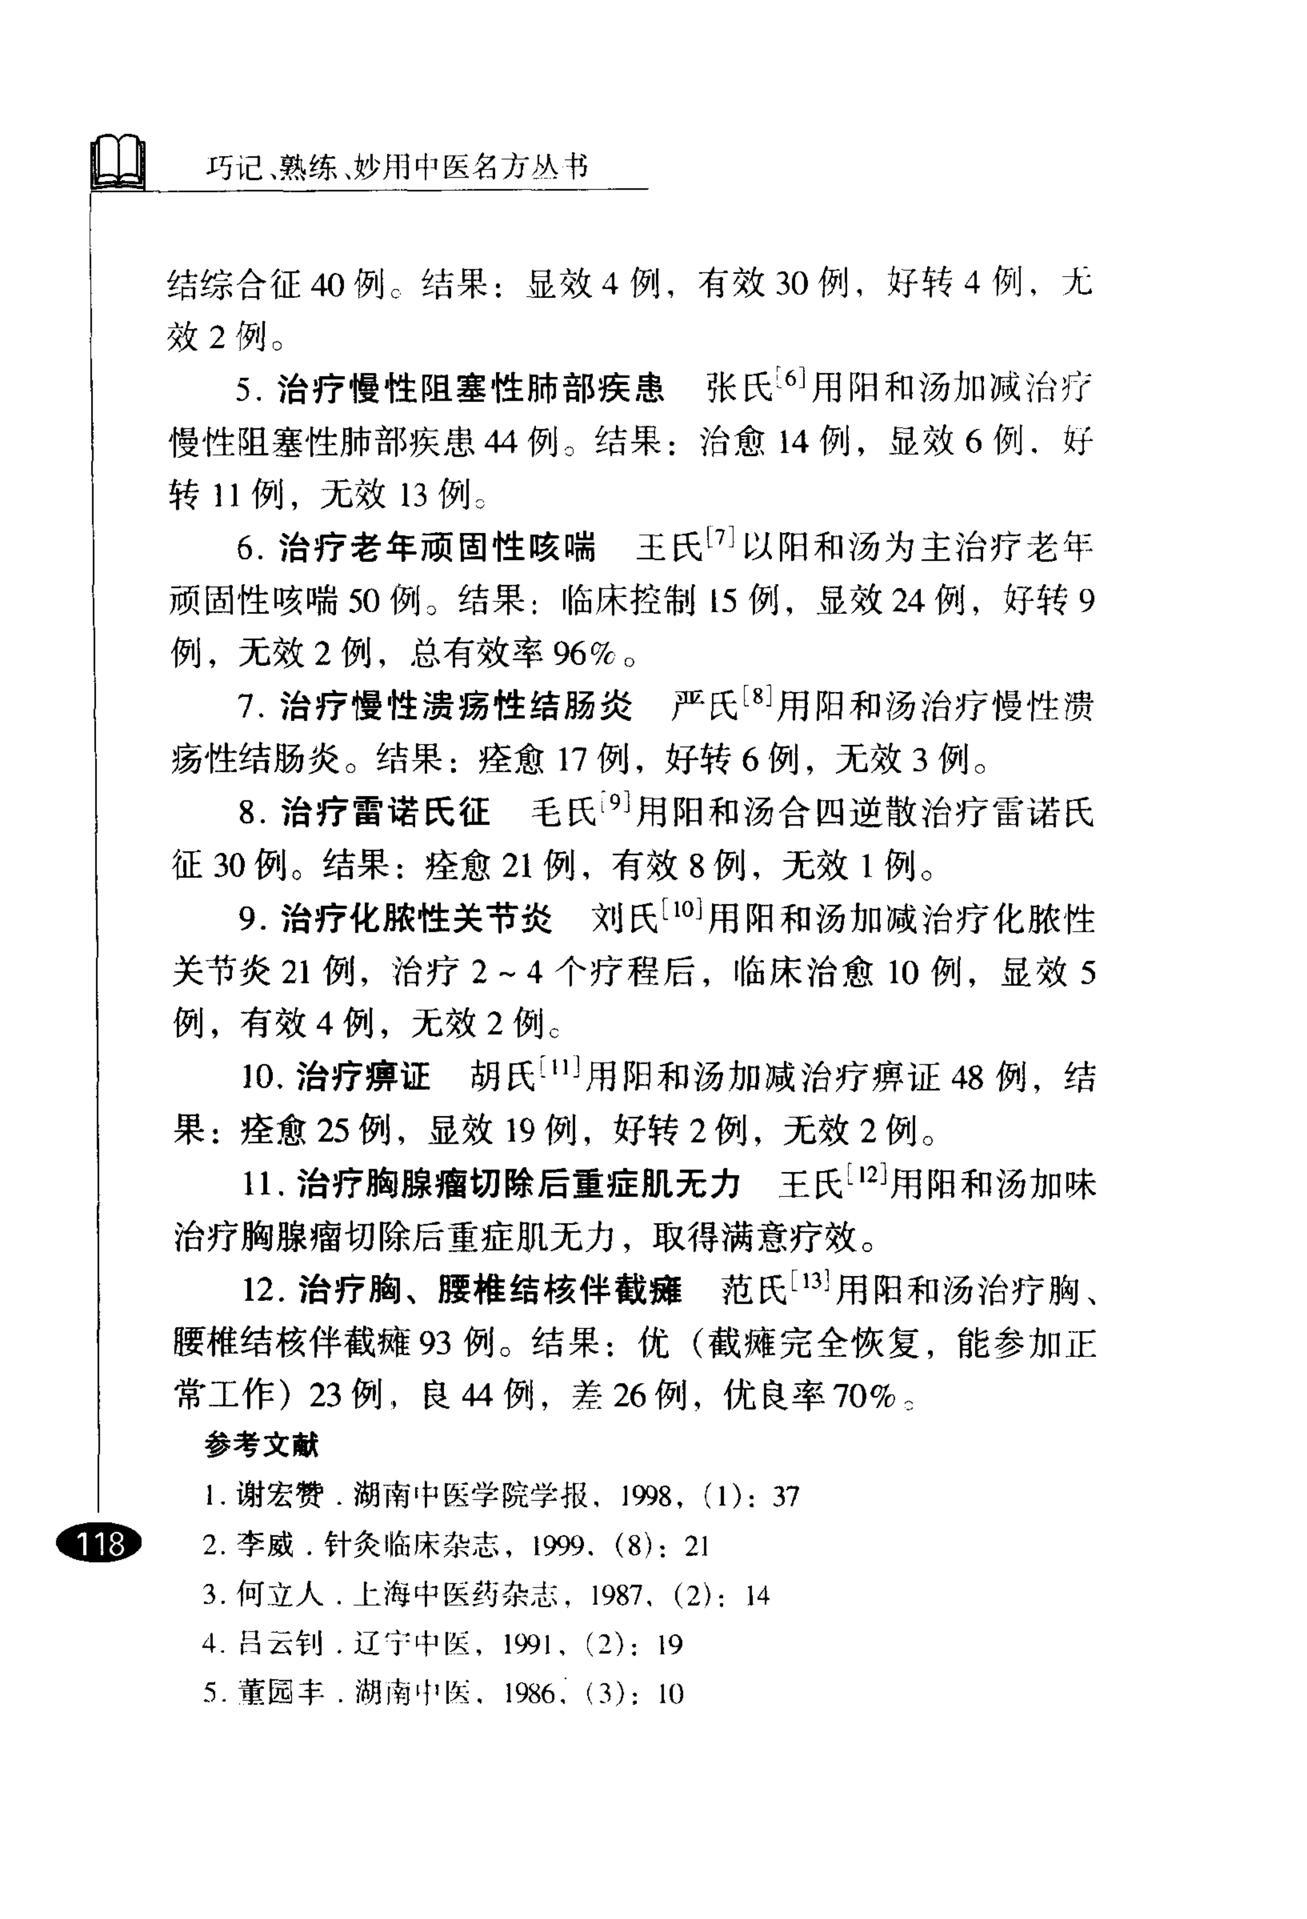 巧记、熟练、妙用中医名方丛书
结综合征 40 例。结果：显效 4 例，有效 30 例，好转 4 例，无
效 2 例。
5. 治疗慢性阻塞性肺部疾患　张氏[6]用阳和汤加减治疗
慢性阻塞性肺部疾患 44 例。结果：治愈 14 例，显效 6 例，好
转 11 例，无效 13 例。
6. 治疗老年顽固性咳喘　王氏[7]以阳和汤为主治疗老年
顽固性咳喘 50 例。结果：临床控制 15 例，显效 24 例，好转 9
例，无效 2 例，总有效率 96%。
7. 治疗慢性溃疡性结肠炎　严氏[8]用阳和汤治疗慢性溃
疡性结肠炎。结果：痊愈 17 例，好转 6 例，无效 3 例。
8. 治疗雷诺氏征　毛氏[9]用阳和汤合四逆散治疗雷诺氏
征 30 例。结果：痊愈 21 例，有效 8 例，无效 1 例。
9. 治疗化脓性关节炎　刘氏[10]用阳和汤加减治疗化脓性
关节炎 21 例，治疗 2～4 个疗程后，临床治愈 10 例，显效 5
例，有效 4 例，无效 2 例。
10. 治疗痹证　胡氏[11]用阳和汤加减治疗痹证 48 例，结
果：痊愈 25 例，显效 19 例，好转 2 例，无效 2 例。
11. 治疗胸腺瘤切除后重症肌无力　王氏[12]用阳和汤加味
治疗胸腺瘤切除后重症肌无力，取得满意疗效。
12. 治疗胸、腰椎结核伴截瘫　范氏[13]用阳和汤治疗胸、
腰椎结核伴截瘫 93 例。结果：优（截瘫完全恢复，能参加正
常工作）23 例，良 44 例，差 26 例，优良率 70%。
参考文献
1. 谢宏赞．湖南中医学院学报，1998，(1)：37
118
2. 李威．针灸临床杂志，1999，(8)：21
3. 何立人．上海中医药杂志，1987，(2)：14
4. 吕云钊．辽宁中医，1991，(2)：19
5. 董园丰．湖南中医，1986，(3)：10